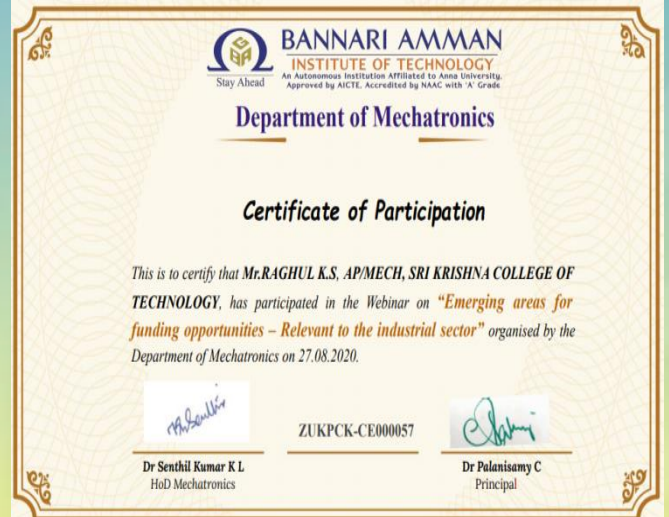 BANNARI AMMAN
INSTITUTE OF TECHNOLOGY
Stay Ahead
An Autonomous Institution Affiliated to Anna University,
Approved by AICTE, Accredited by NAAC with 'A' Grade
Department of Mechatronics
Certificate of Participation
This is to certify that Mr.RAGHUL K.S, AP/MECH, SRI KRISHNA COLLEGE OF
TECHNOLOGY, has participated in the Webinar on “Emerging areas for
funding opportunities – Relevant to the industrial sector” organised by the
Department of Mechatronics on 27.08.2020.
ZUKPCK-CE000057
Dr Senthil Kumar K L
HoD Mechatronics
Dr Palanisamy C
Principal